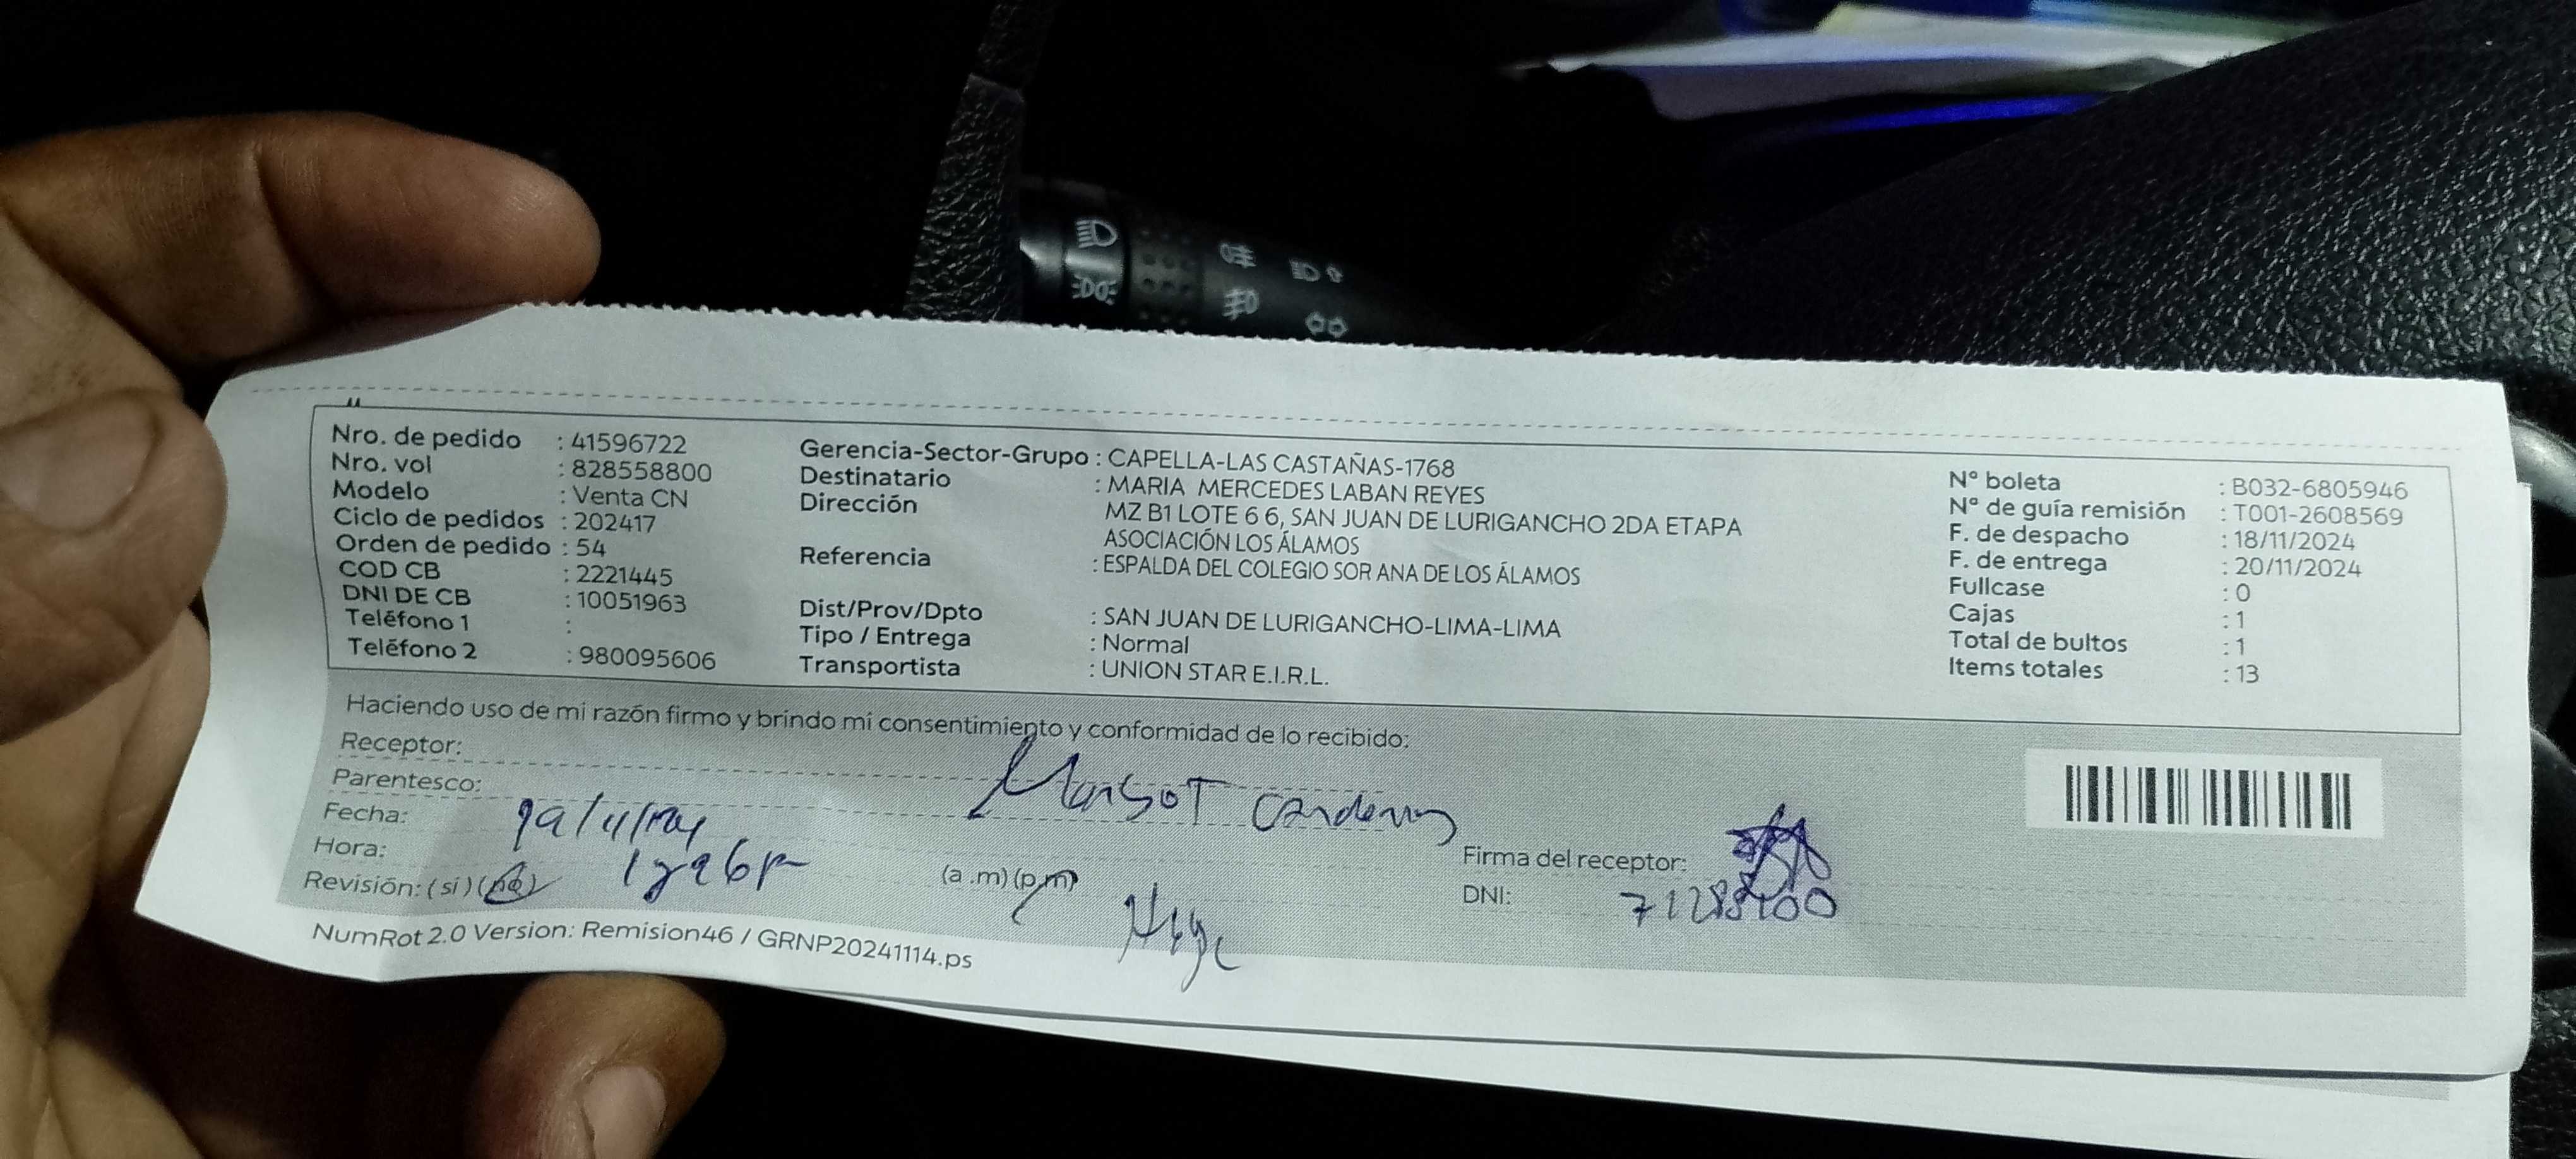 Nro. de pedido : 41596722
Nro. vol : 828558800
Modelo : Venta CN
Ciclo de pedidos : 202417
Orden de pedido : 54
COD CB : 2221445
DNI DE CB : 10051963
Teléfono 1 :
Teléfono 2 : 980095606
Gerencia-Sector-Grupo : CAPELLA-LAS CASTAÑAS-1768
Destinatario : MARIA MERCEDES LABAN REYES
Dirección MZ B1 LOTE 6 6, SAN JUAN DE LURIGANCHO 2DA ETAPA
ASOCIACIÓN LOS ÁLAMOS
Referencia : ESPALDA DEL COLEGIO SOR ANA DE LOS ÁLAMOS
Dist/Prov/Dpto : SAN JUAN DE LURIGANCHO-LIMA-LIMA
Tipo / Entrega : Normal
Transportista : UNION STAR E.I.R.L.
Nº boleta : B032-6805946
Nº de guía remisión : T001-2608569
F. de despacho : 18/11/2024
F. de entrega : 20/11/2024
Fullcase : 0
Cajas : 1
Total de bultos : 1
Items totales : 13
Haciendo uso de mi razón firmo y brindo mi consentimiento y conformidad de lo recibido:
Receptor:
Parentesco:
Fecha:
Hora:
(a .m) (p.m)
Revisión: (si) (no)
Firma del receptor:
DNI:
NumRot 2.0 Version: Remision46 / GRNP20241114.ps